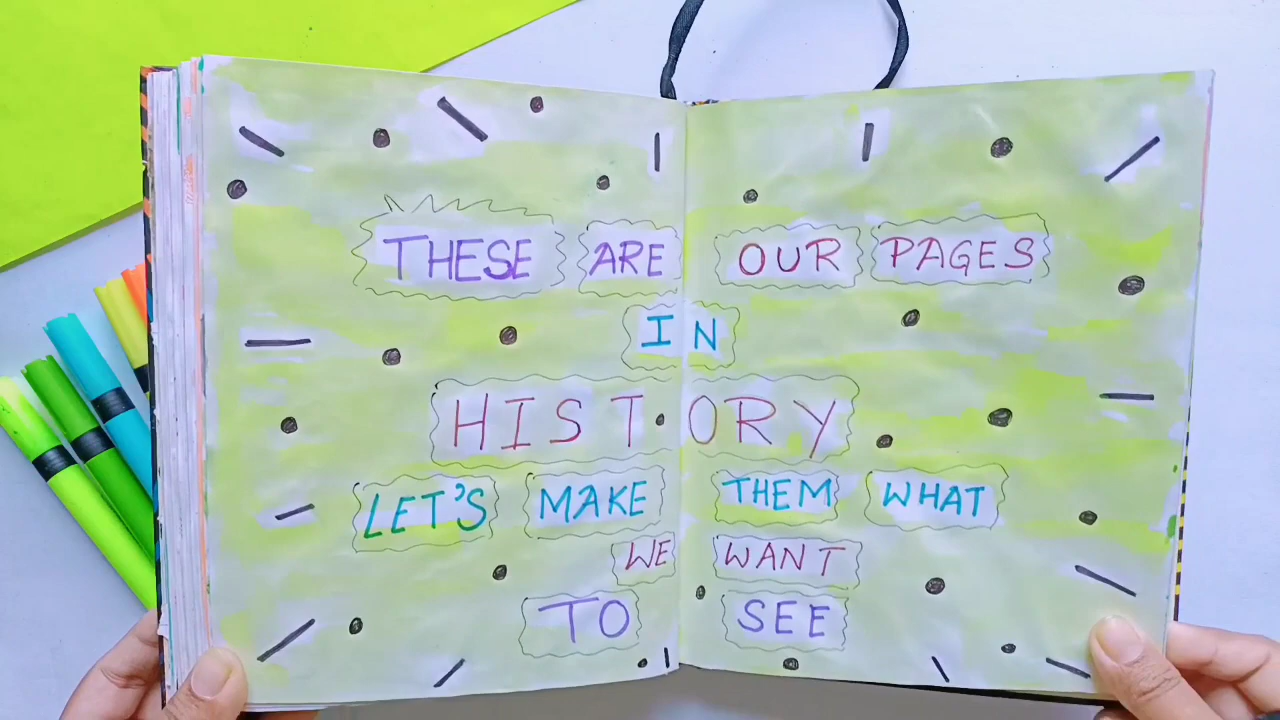 THESE ARE OUR PAGES
IN
HISTORY
LET'S MAKE THEM WHAT
WE WANT
TO SEE